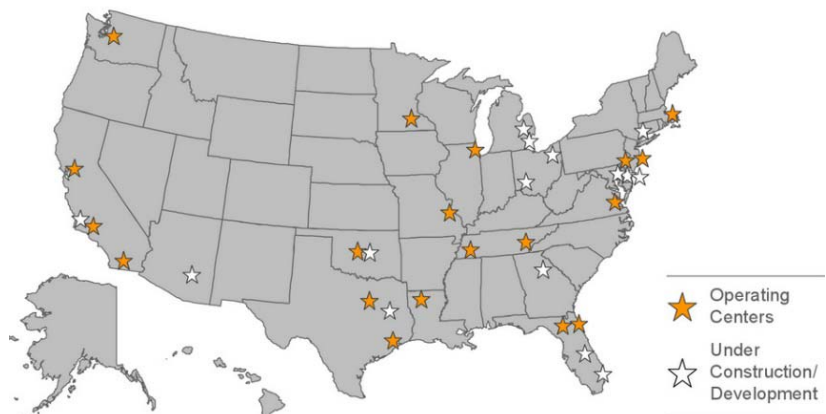 Operating
Centers
Under
Construction/
Development